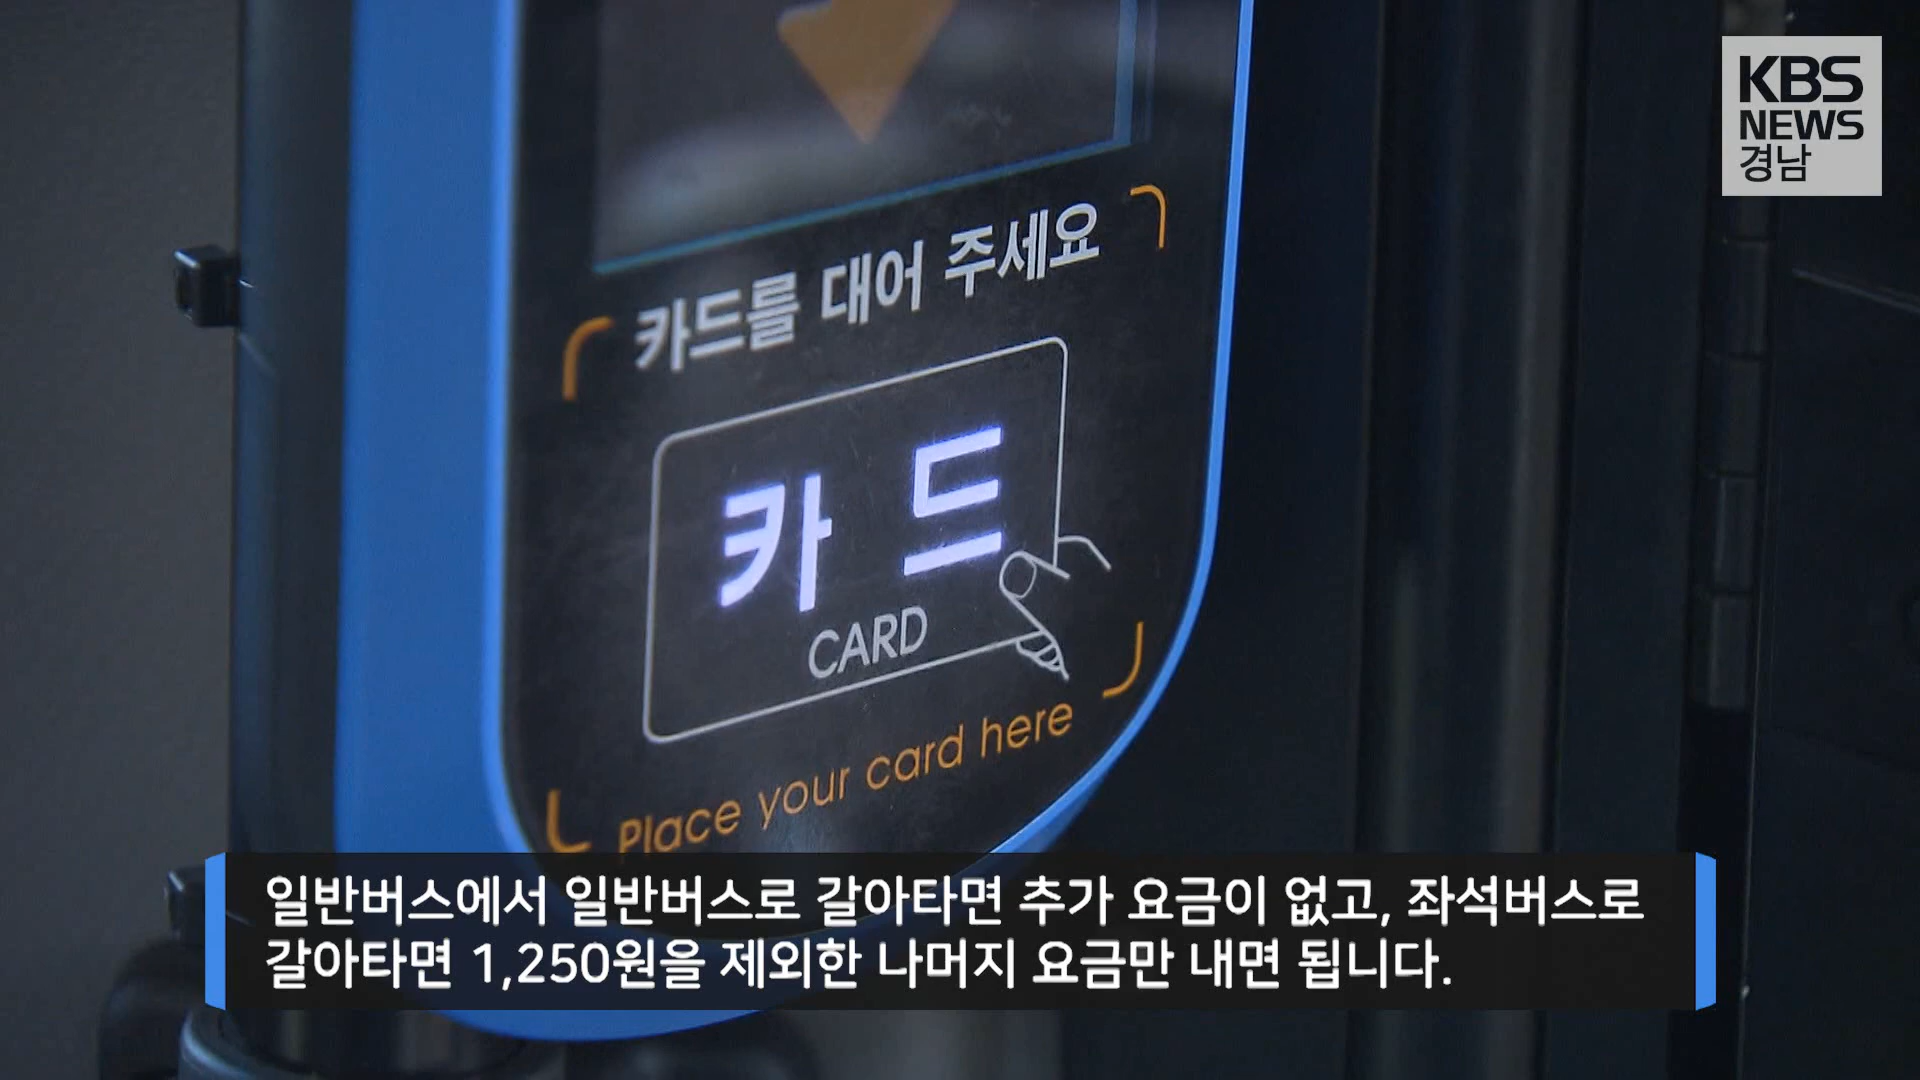 KBS
NEWS
경남
카드를 대어 주세요
카드
CARD
Place your card here
일반버스에서 일반버스로 갈아타면 추가 요금이 없고, 좌석버스로
갈아타면 1,250원을 제외한 나머지 요금만 내면 됩니다.